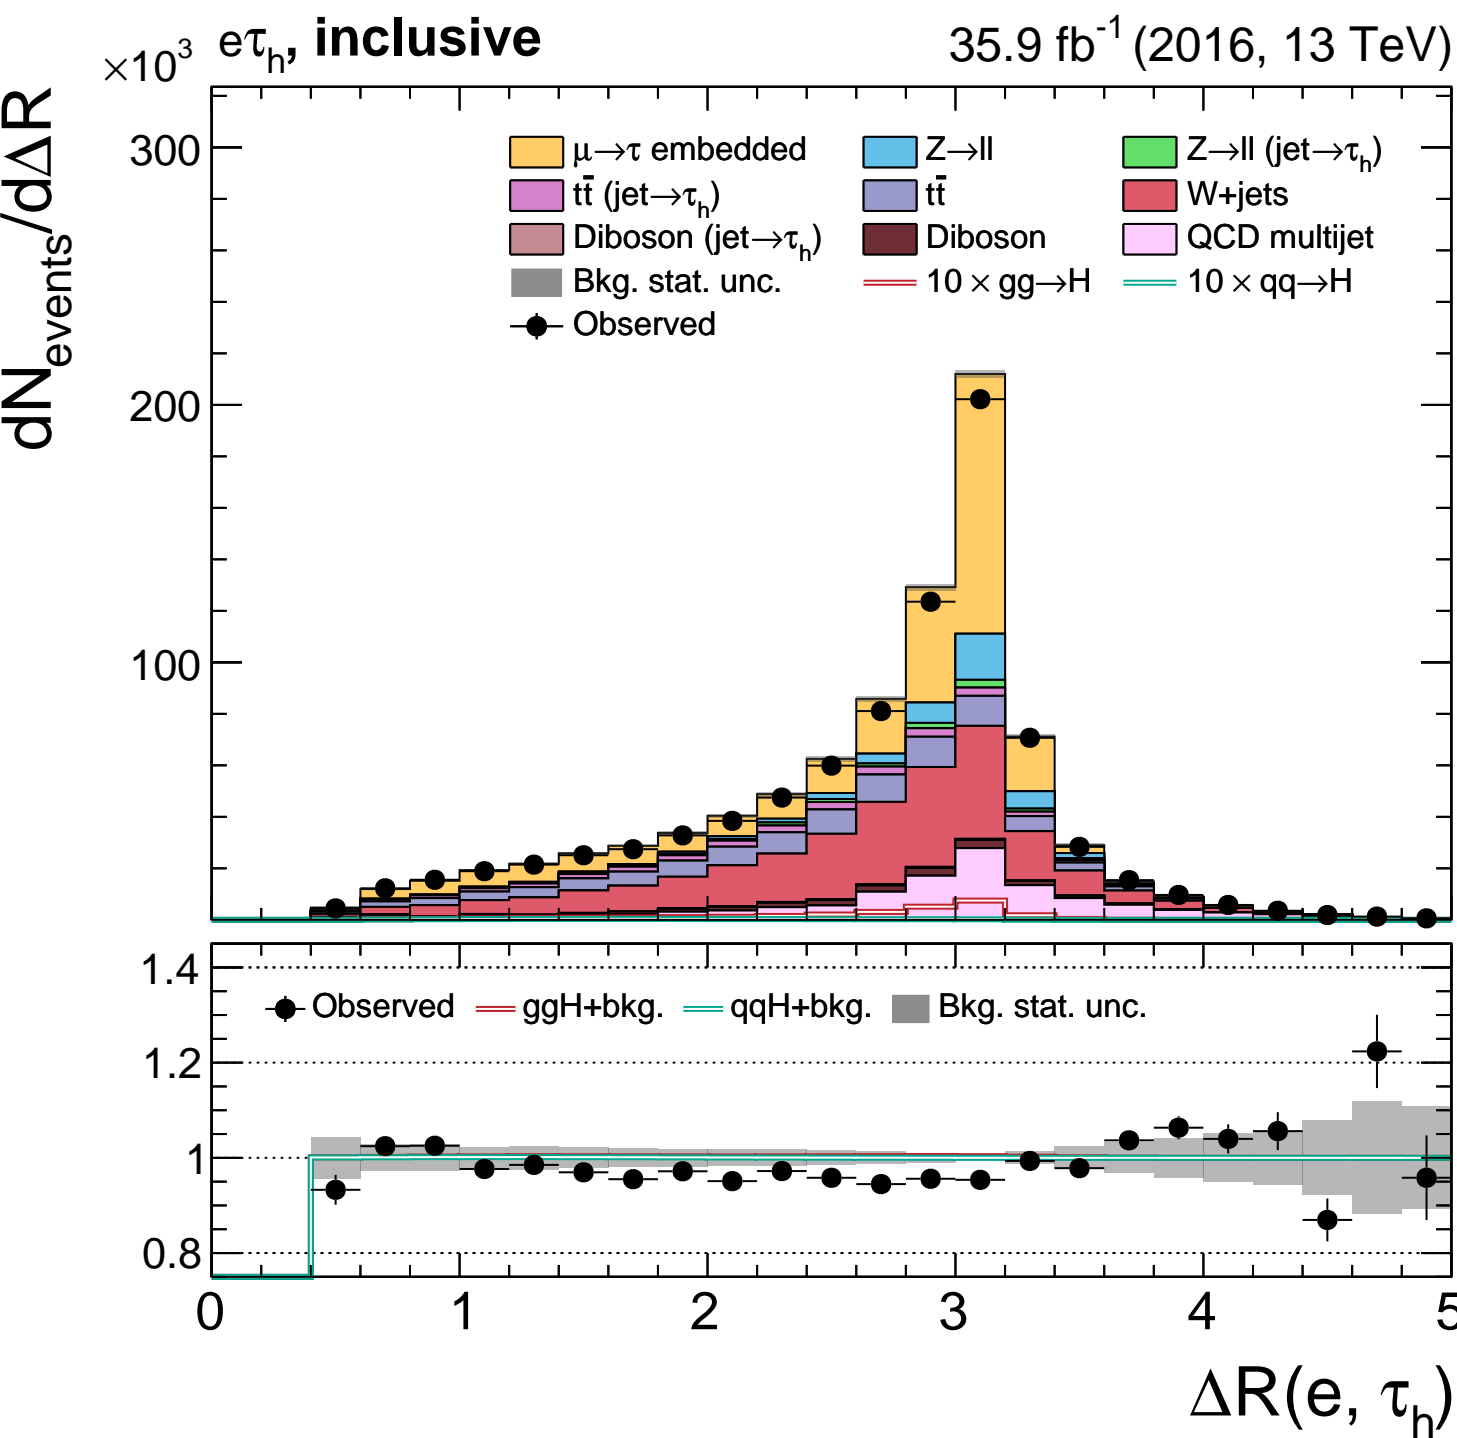 ×10³ eτₕ, inclusive 35.9 fb⁻¹ (2016, 13 TeV)
dN_events/dΔR
300
200
100
μ→τ embedded Z→ll Z→ll (jet→τₕ)
tt̄ (jet→τₕ) tt̄ W+jets
Diboson (jet→τₕ) Diboson QCD multijet
Bkg. stat. unc. 10 × gg→H 10 × qq→H
Observed
1.4
1.2
1
0.8
Observed ggH+bkg. qqH+bkg. Bkg. stat. unc.
0 1 2 3 4 5
ΔR(e, τₕ)